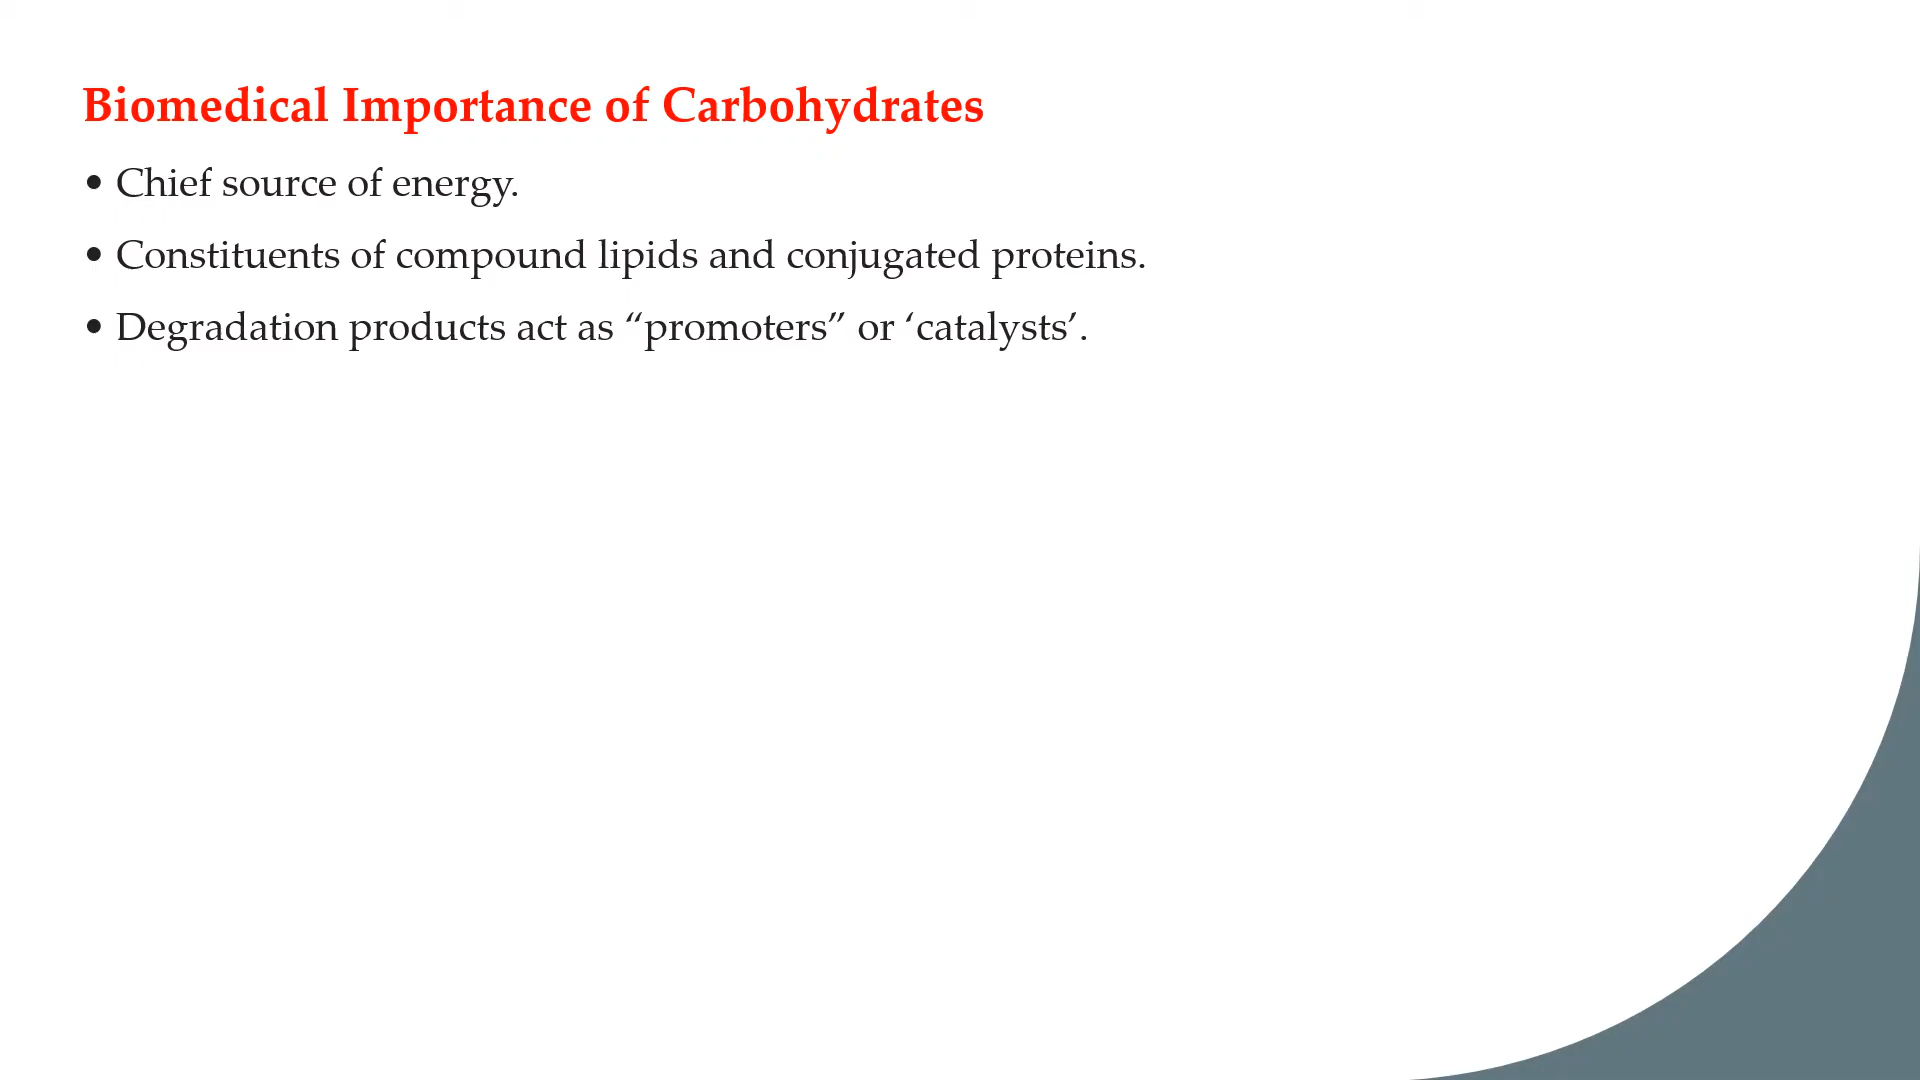 Biomedical Importance of Carbohydrates
• Chief source of energy.
• Constituents of compound lipids and conjugated proteins.
• Degradation products act as “promoters” or ‘catalysts’.